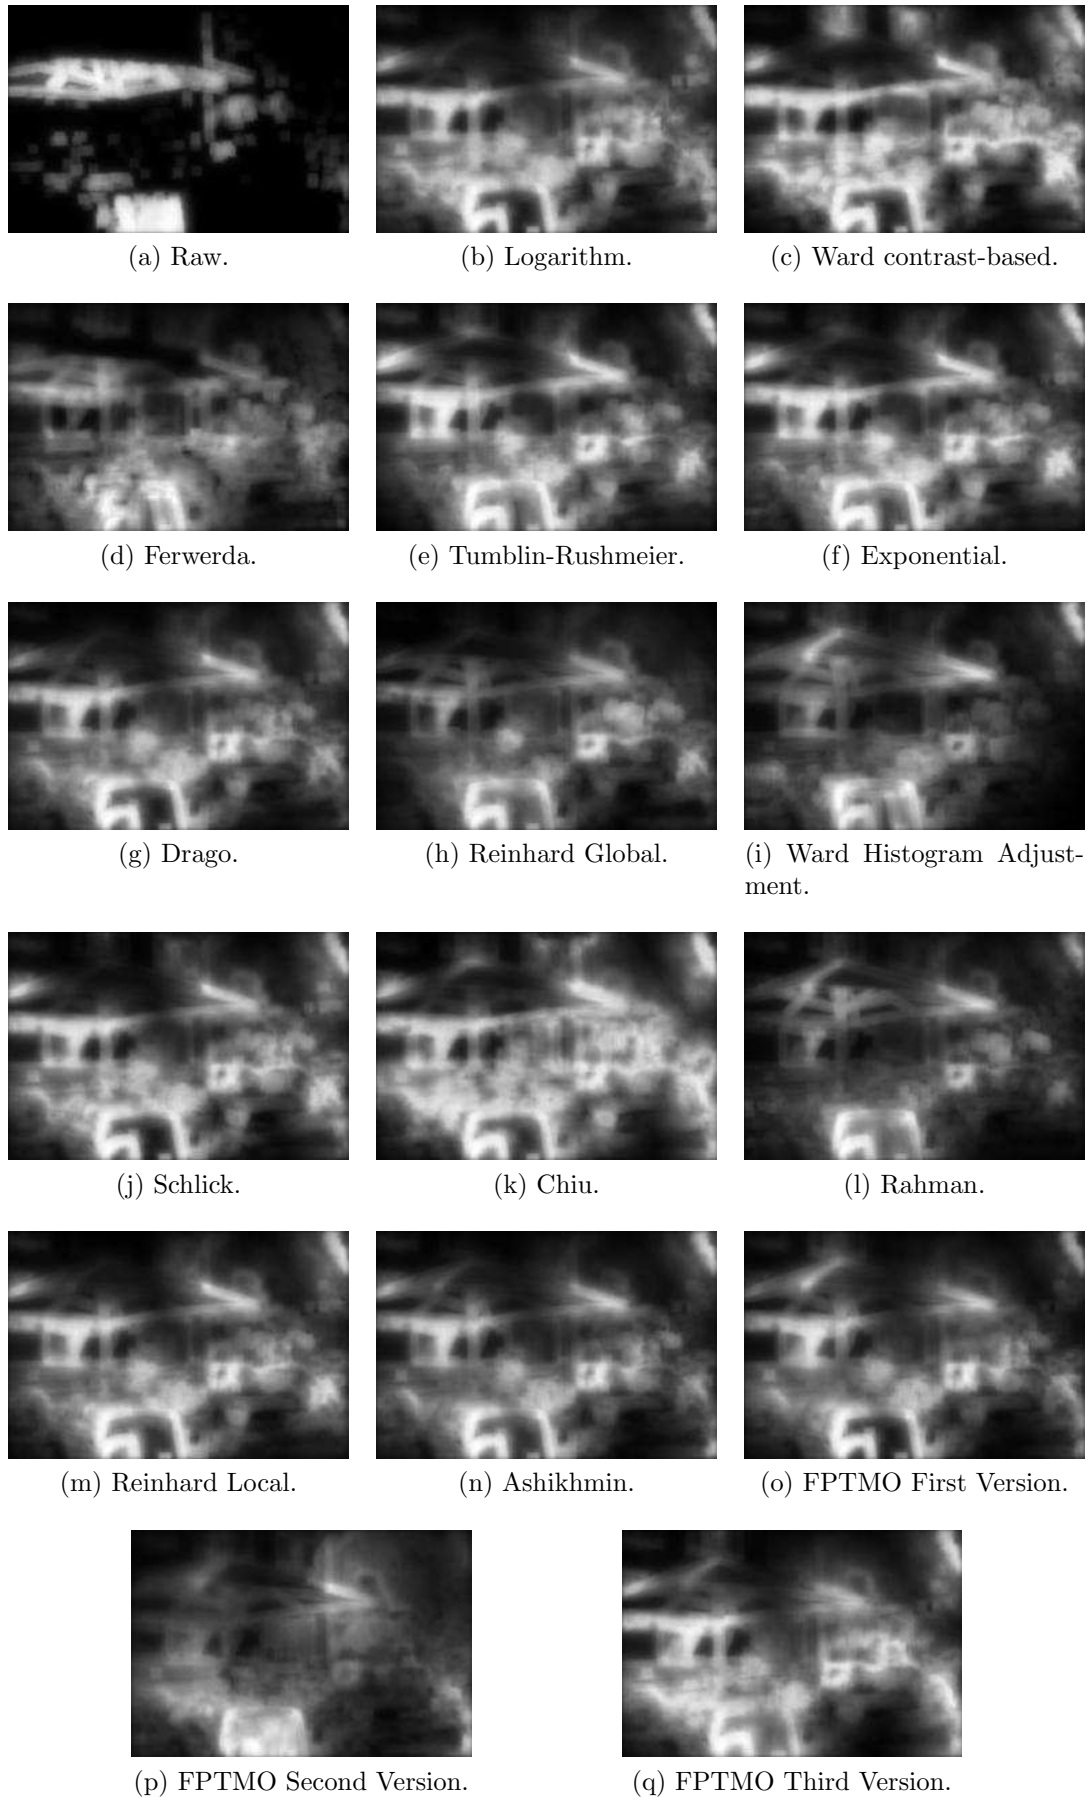 (a) Raw.
(b) Logarithm.
(c) Ward contrast-based.
(d) Ferwerda.
(e) Tumblin-Rushmeier.
(f) Exponential.
(g) Drago.
(h) Reinhard Global.
(i) Ward Histogram Adjust-
ment.
(j) Schlick.
(k) Chiu.
(l) Rahman.
(m) Reinhard Local.
(n) Ashikhmin.
(o) FPTMO First Version.
(p) FPTMO Second Version.
(q) FPTMO Third Version.